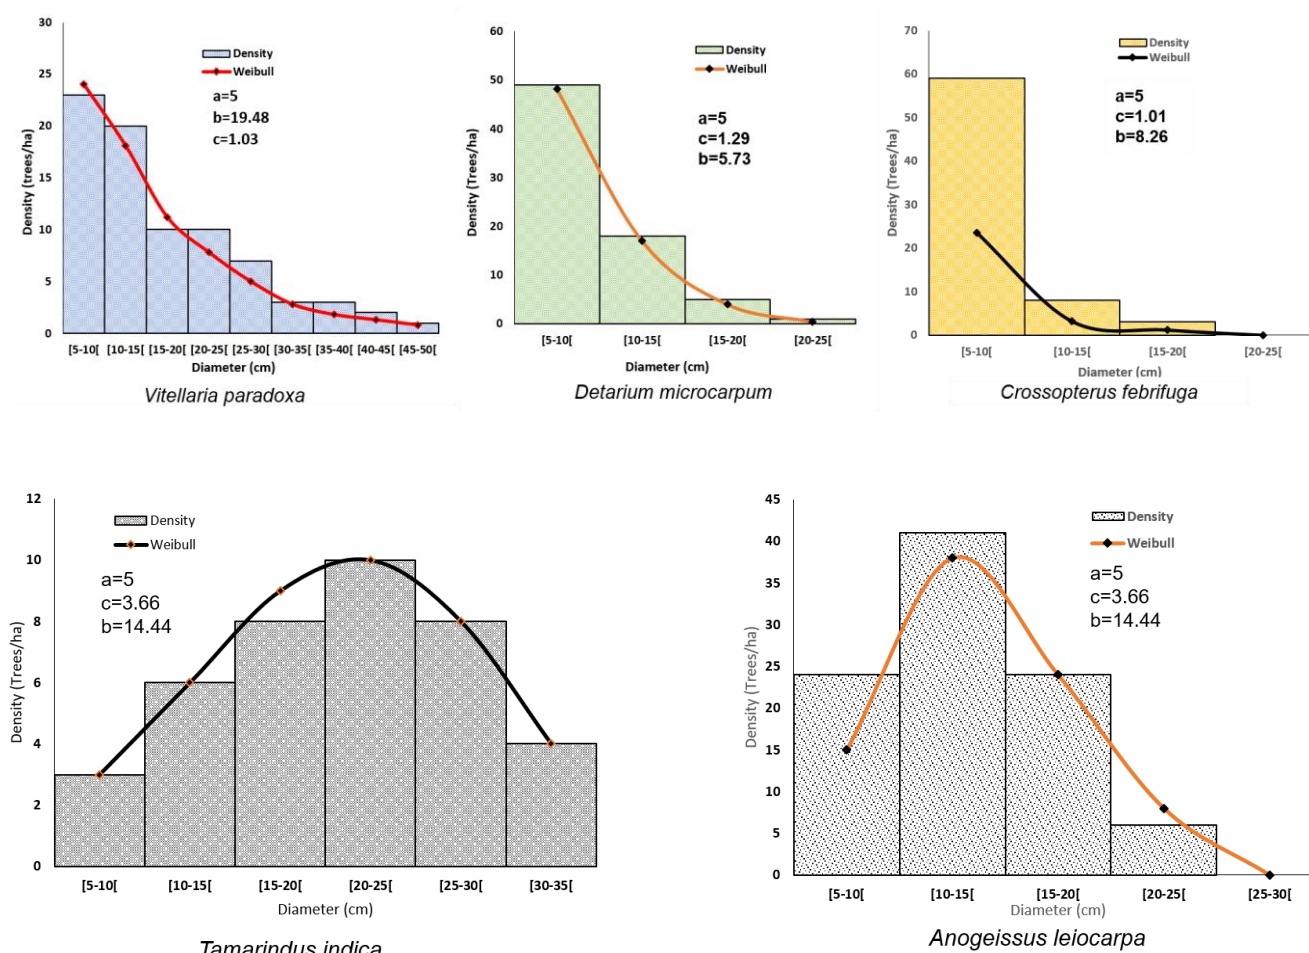 30
25
20
15
10
5
0
Density (trees/ha)
Density
Weibull
a=5
b=19.48
c=1.03
[5-10[ [10-15[ [15-20[ [20-25[ [25-30[ [30-35[ [35-40[ [40-45[ [45-50[
Diameter (cm)
Vitellaria paradoxa
60
50
40
30
20
10
0
Density (Trees/ha)
Density
Weibull
a=5
c=1.29
b=5.73
[5-10[ [10-15[ [15-20[ [20-25[
Diameter (cm)
Detarium microcarpum
70
60
50
40
30
20
10
0
Density (Trees/ha)
Density
Weibull
a=5
c=1.01
b=8.26
[5-10[ [10-15[ [15-20[ [20-25[
Diameter (cm)
Crossopterus febrifuga
12
10
8
6
4
2
0
Density (Trees/ha)
Density
Weibull
a=5
c=3.66
b=14.44
[5-10[ [10-15[ [15-20[ [20-25[ [25-30[ [30-35[
Diameter (cm)
Tamarindus indica
45
40
35
30
25
20
15
10
5
0
Density (Trees/ha)
Density
Weibull
a=5
c=3.66
b=14.44
[5-10[ [10-15[ [15-20[ [20-25[ [25-30[
Diameter (cm)
Anogeissus leiocarpa